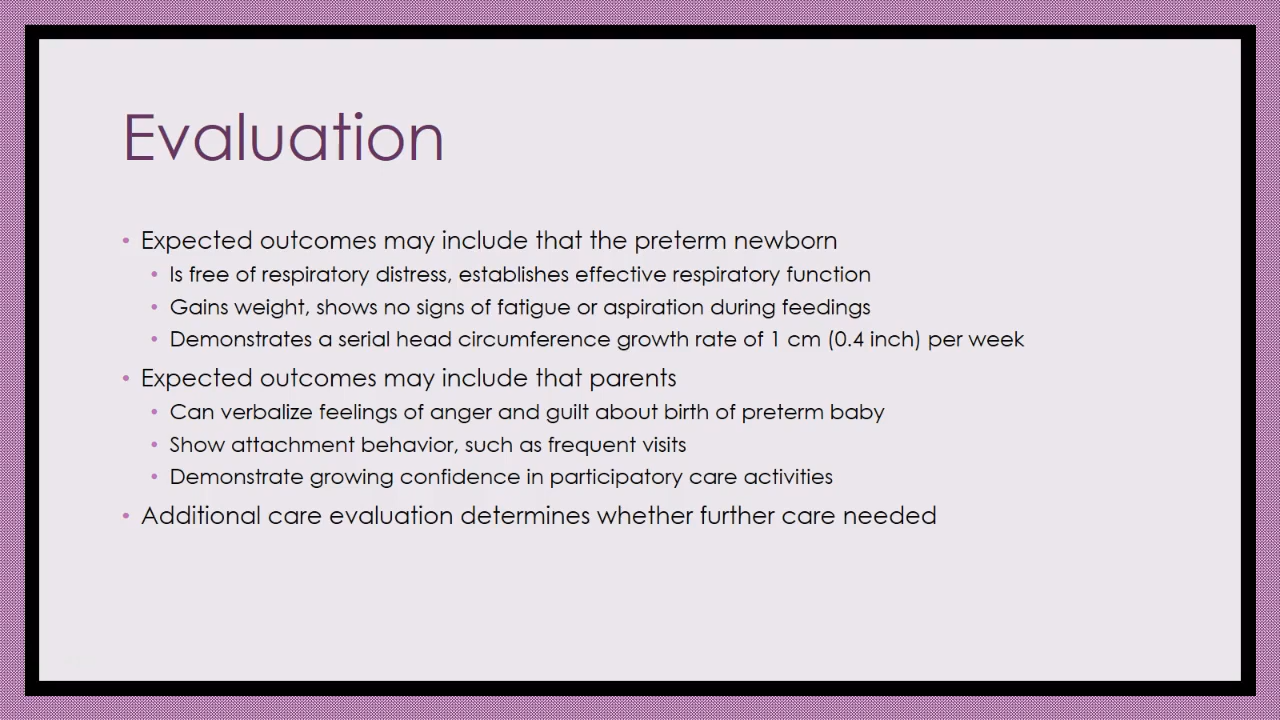 Evaluation
• Expected outcomes may include that the preterm newborn
• Is free of respiratory distress, establishes effective respiratory function
• Gains weight, shows no signs of fatigue or aspiration during feedings
• Demonstrates a serial head circumference growth rate of 1 cm (0.4 inch) per week
• Expected outcomes may include that parents
• Can verbalize feelings of anger and guilt about birth of preterm baby
• Show attachment behavior, such as frequent visits
• Demonstrate growing confidence in participatory care activities
• Additional care evaluation determines whether further care needed